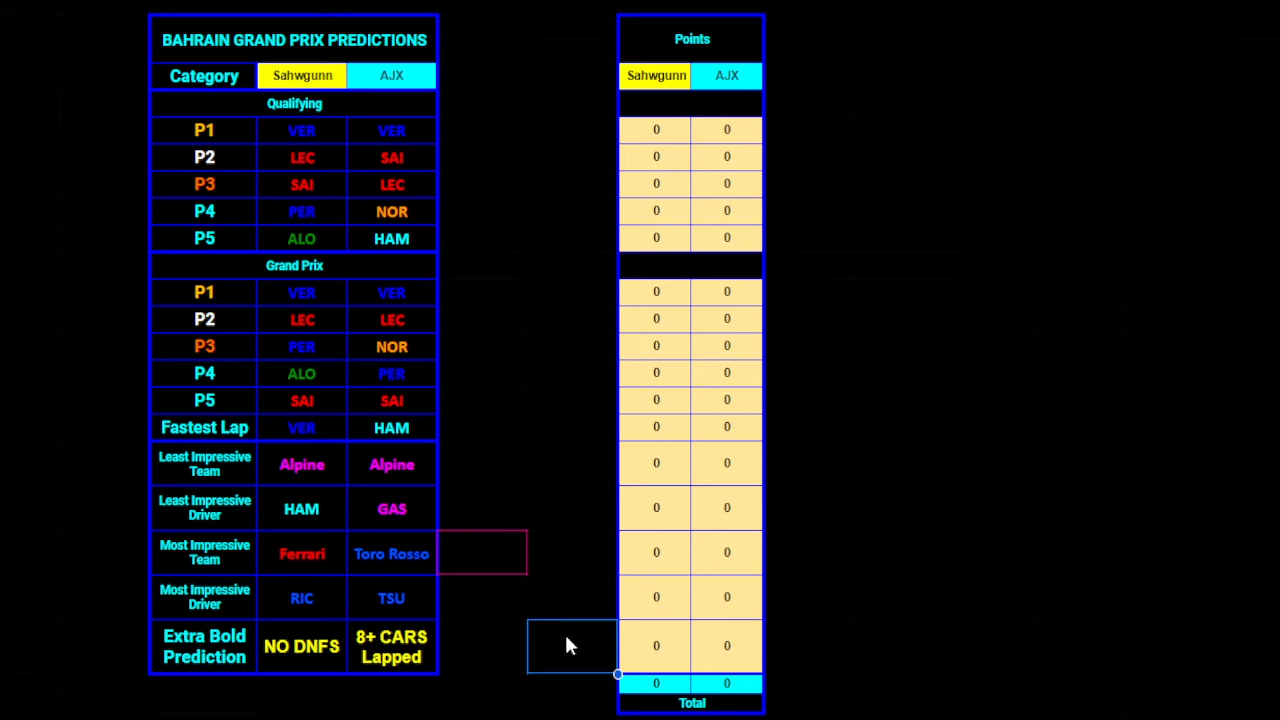 BAHRAIN GRAND PRIX PREDICTIONS
Points
Category Sahwgunn AJX Sahwgunn AJX
Qualifying
P1 VER VER 0 0
P2 LEC SAI 0 0
P3 SAI LEC 0 0
P4 PER NOR 0 0
P5 ALO HAM 0 0
Grand Prix
P1 VER VER 0 0
P2 LEC LEC 0 0
P3 PER NOR 0 0
P4 ALO PER 0 0
P5 SAI SAI 0 0
Fastest Lap VER HAM 0 0
Least Impressive
Team
Alpine Alpine 0 0
Least Impressive
Driver
HAM GAS 0 0
Most Impressive
Team
Ferrari Toro Rosso 0 0
Most Impressive
Driver
RIC TSU 0 0
Extra Bold
Prediction
NO DNFS
8+ CARS
Lapped
0 0
0 0
Total